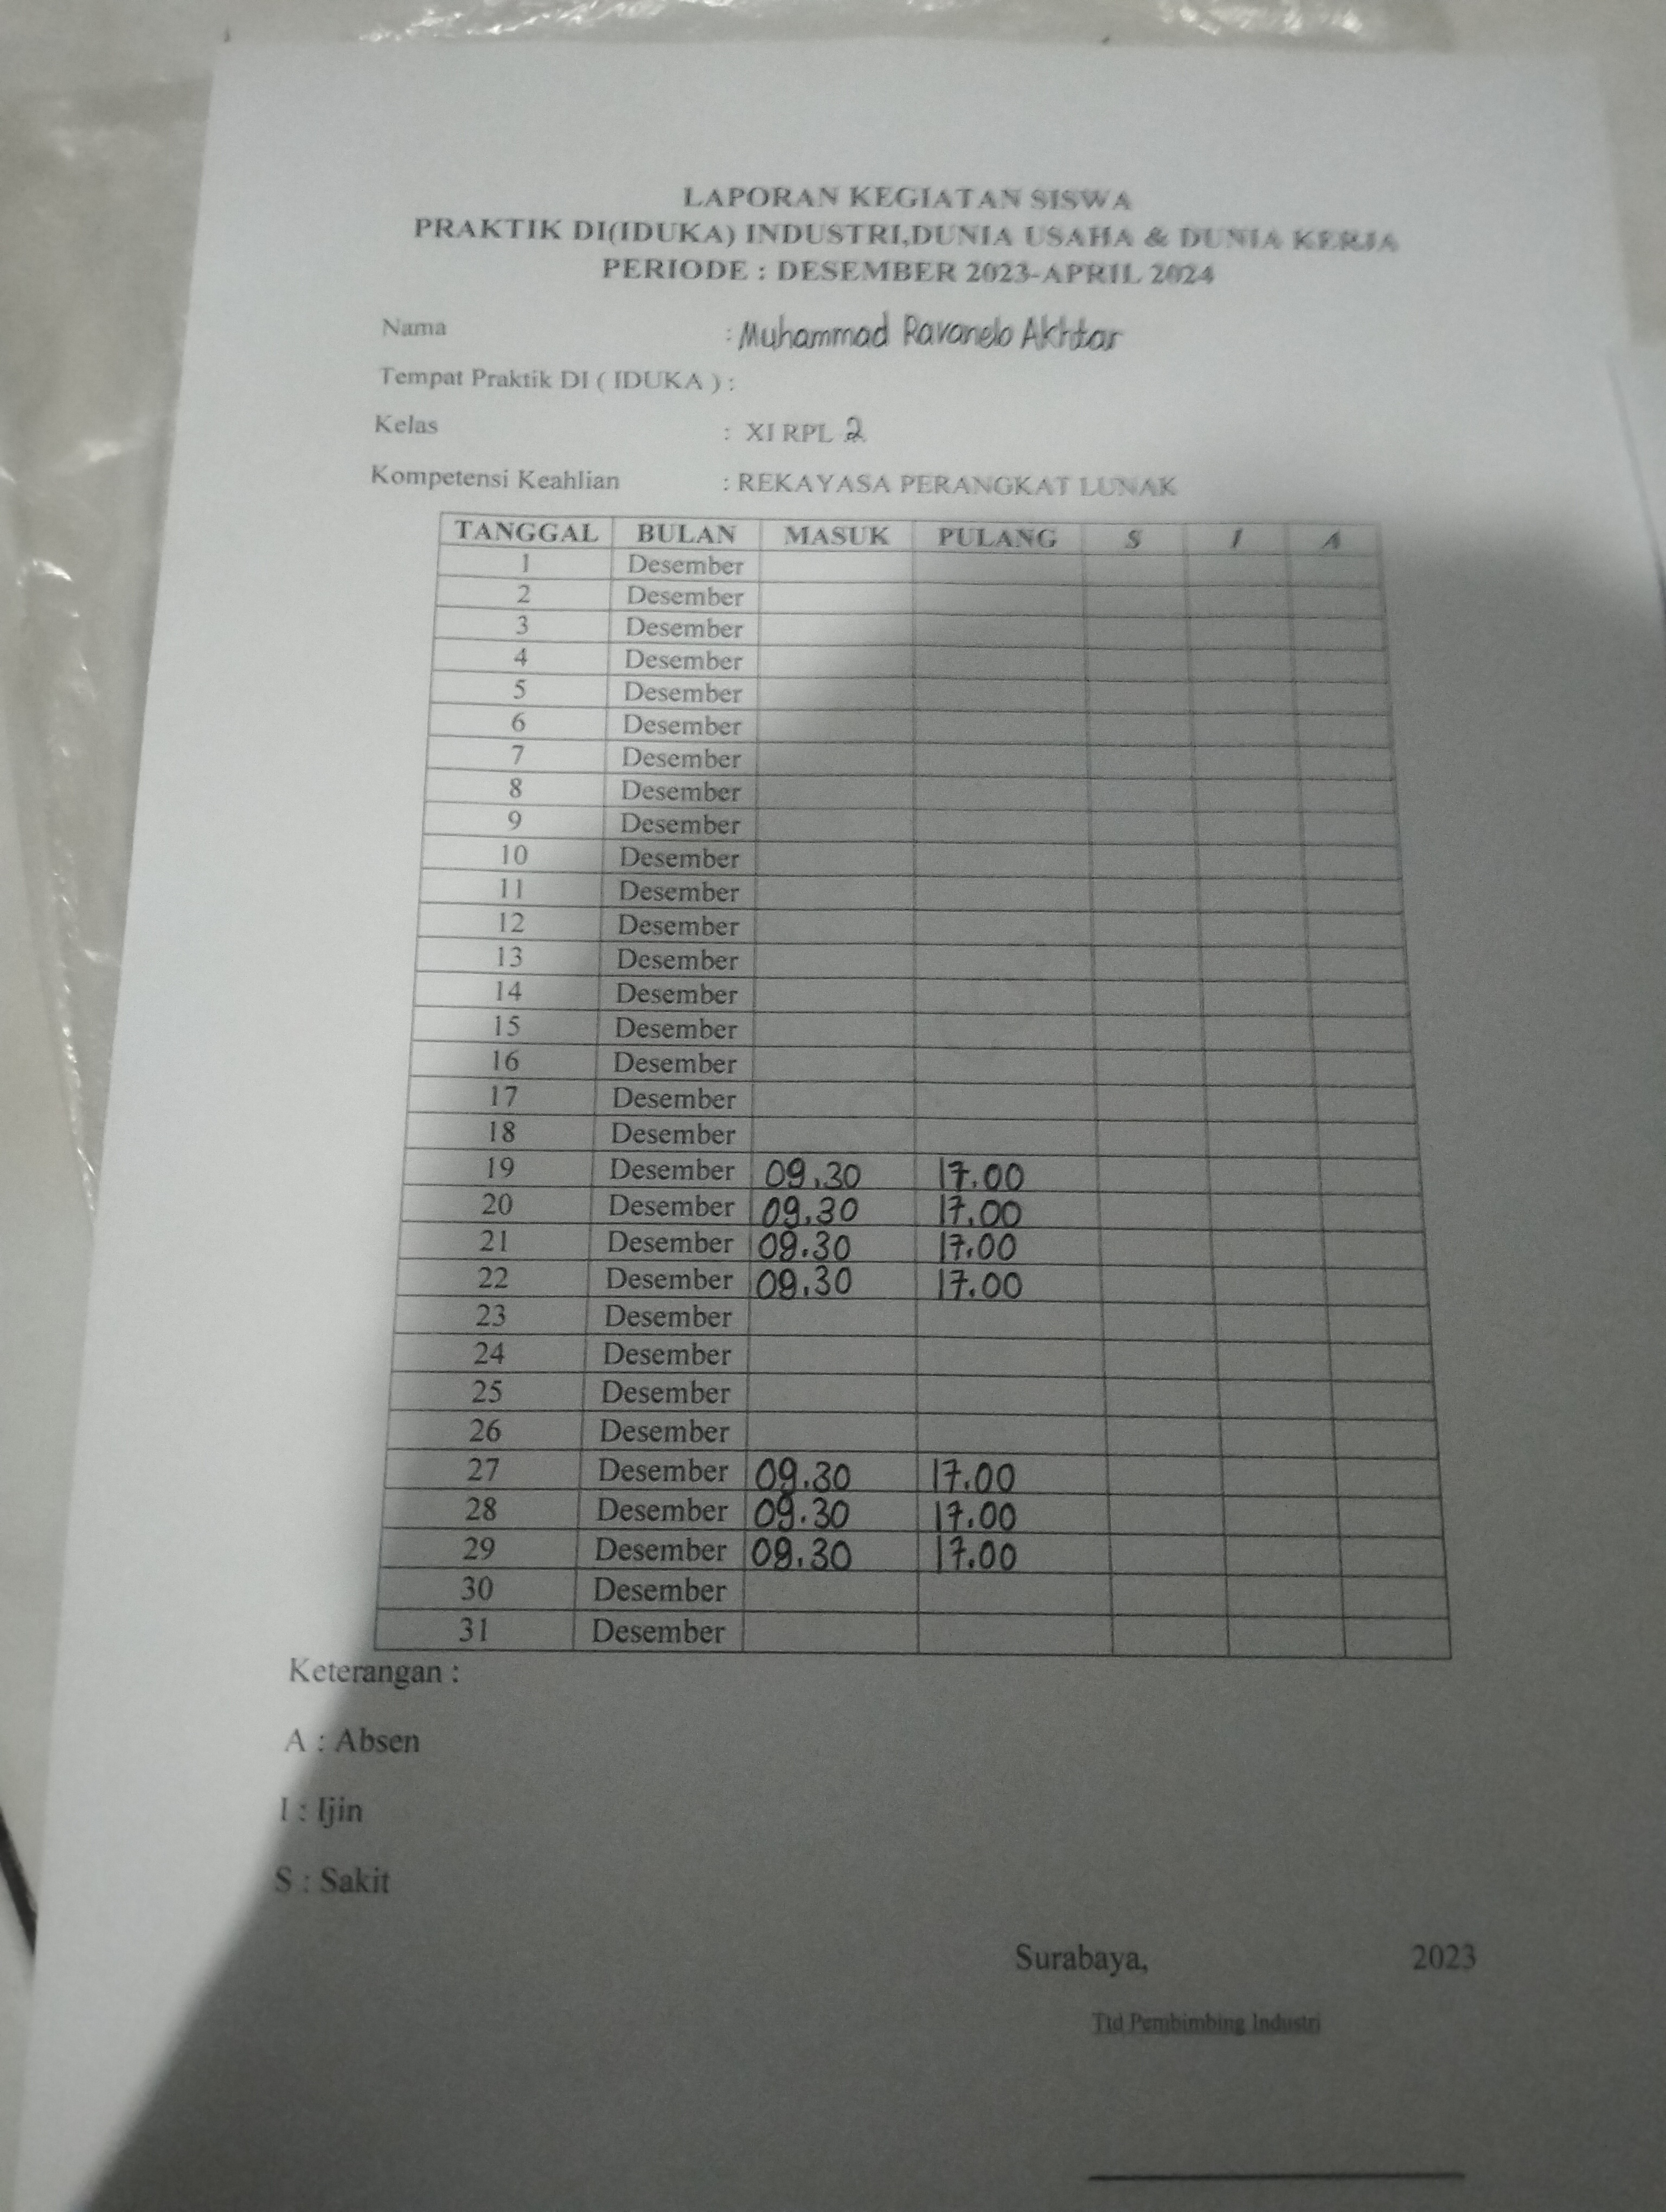 LAPORAN KEGIATAN SISWA
PRAKTIK DI(IDUKA) INDUSTRI,DUNIA USAHA & DUNIA KERJA
PERIODE : DESEMBER 2023-APRIL 2024
Nama : Muhammad Ravanelo Akhtar
Tempat Praktik DI ( IDUKA ) :
Kelas : XI RPL 2
Kompetensi Keahlian : REKAYASA PERANGKAT LUNAK
TANGGAL BULAN MASUK PULANG S I A
1 Desember
2 Desember
3 Desember
4 Desember
5 Desember
6 Desember
7 Desember
8 Desember
9 Desember
10 Desember
11 Desember
12 Desember
13 Desember
14 Desember
15 Desember
16 Desember
17 Desember
18 Desember
19 Desember 09.30 17.00
20 Desember 09.30 17.00
21 Desember 09.30 17.00
22 Desember 09.30 17.00
23 Desember
24 Desember
25 Desember
26 Desember
27 Desember 09.30 17.00
28 Desember 09.30 17.00
29 Desember 09.30 17.00
30 Desember
31 Desember
Keterangan :
A : Absen
I : Ijin
S : Sakit
Surabaya, 2023
Ttd Pembimbing Industri